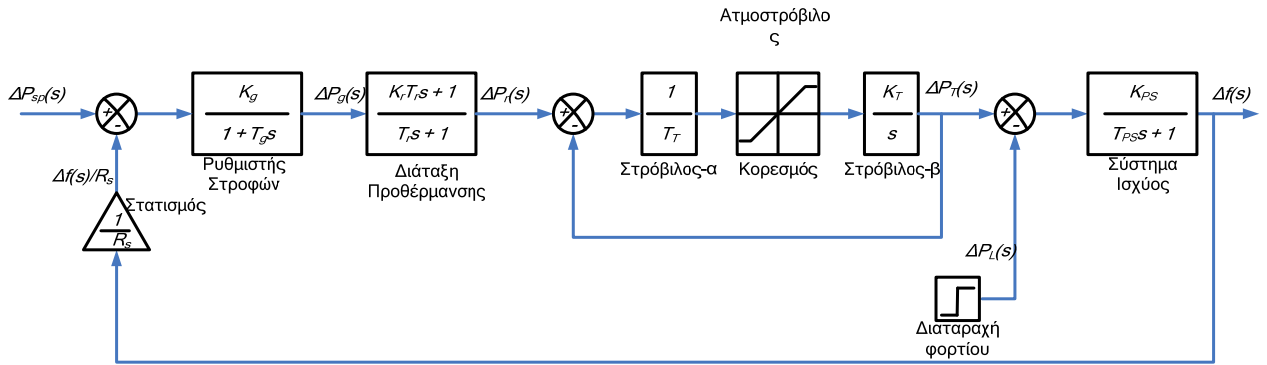 Ατμοστρόβιλο
ς
ΔPsp(s)
+
-
Kg
1 + Tgs
ΔPg(s)
KrTrs + 1
Trs + 1
ΔPr(s)
+
-
1
TT
KT
s
ΔPT(s)
+
-
KPS
TPSs + 1
Δf(s)
Ρυθμιστής
Στροφών
Διάταξη
Προθέρμανσης
Στρόβιλος-α
Κορεσμός
Στρόβιλος-β
Σύστημα
Ισχύος
Δf(s)/Rs
Στατισμός
1
Rs
ΔPL(s)
Διαταραχή
φορτίου